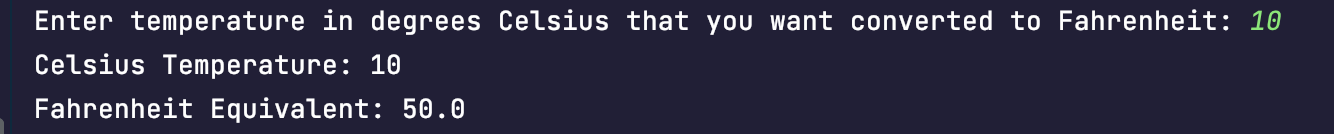 Enter temperature in degrees Celsius that you want converted to Fahrenheit: 10
Celsius Temperature: 10
Fahrenheit Equivalent: 50.0